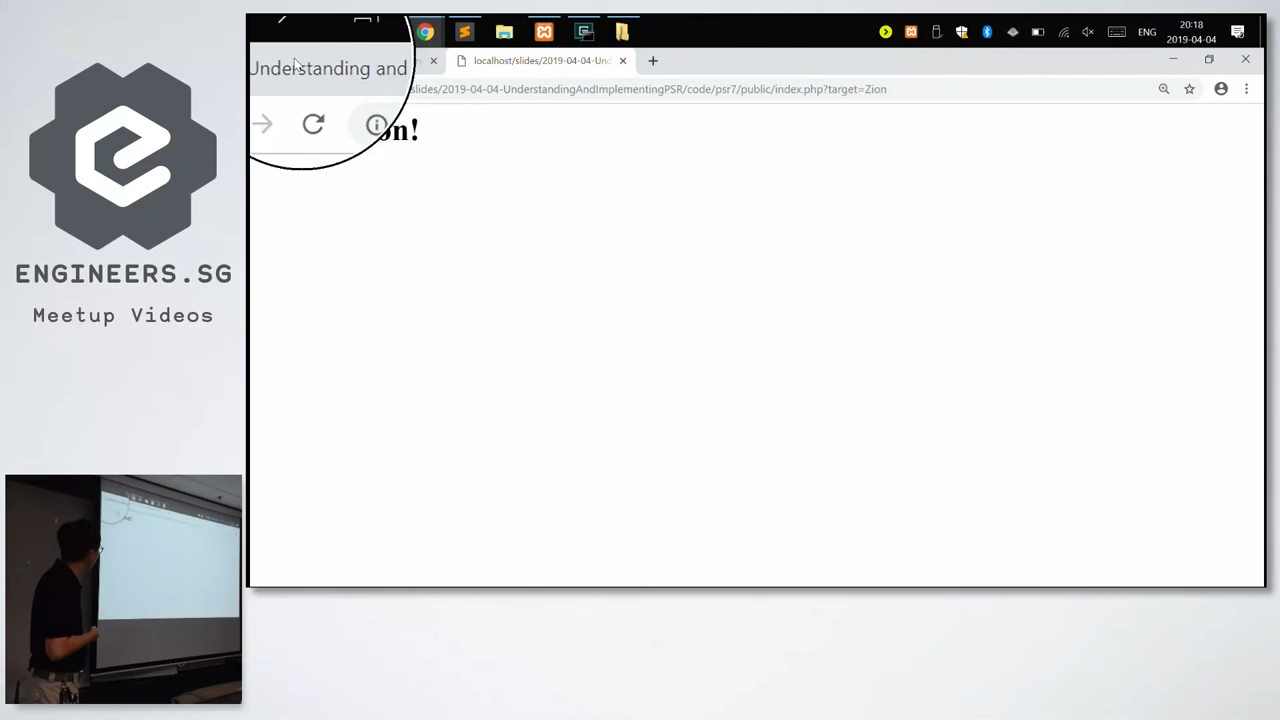 ENGINEERS.SG
Meetup Videos
20:18
ENG
2019-04-04
Understanding and
localhost/slides/2019-04-04-Und
slides/2019-04-04-UnderstandingAndImplementingPSR/code/psr7/public/index.php?target=Zion
on!